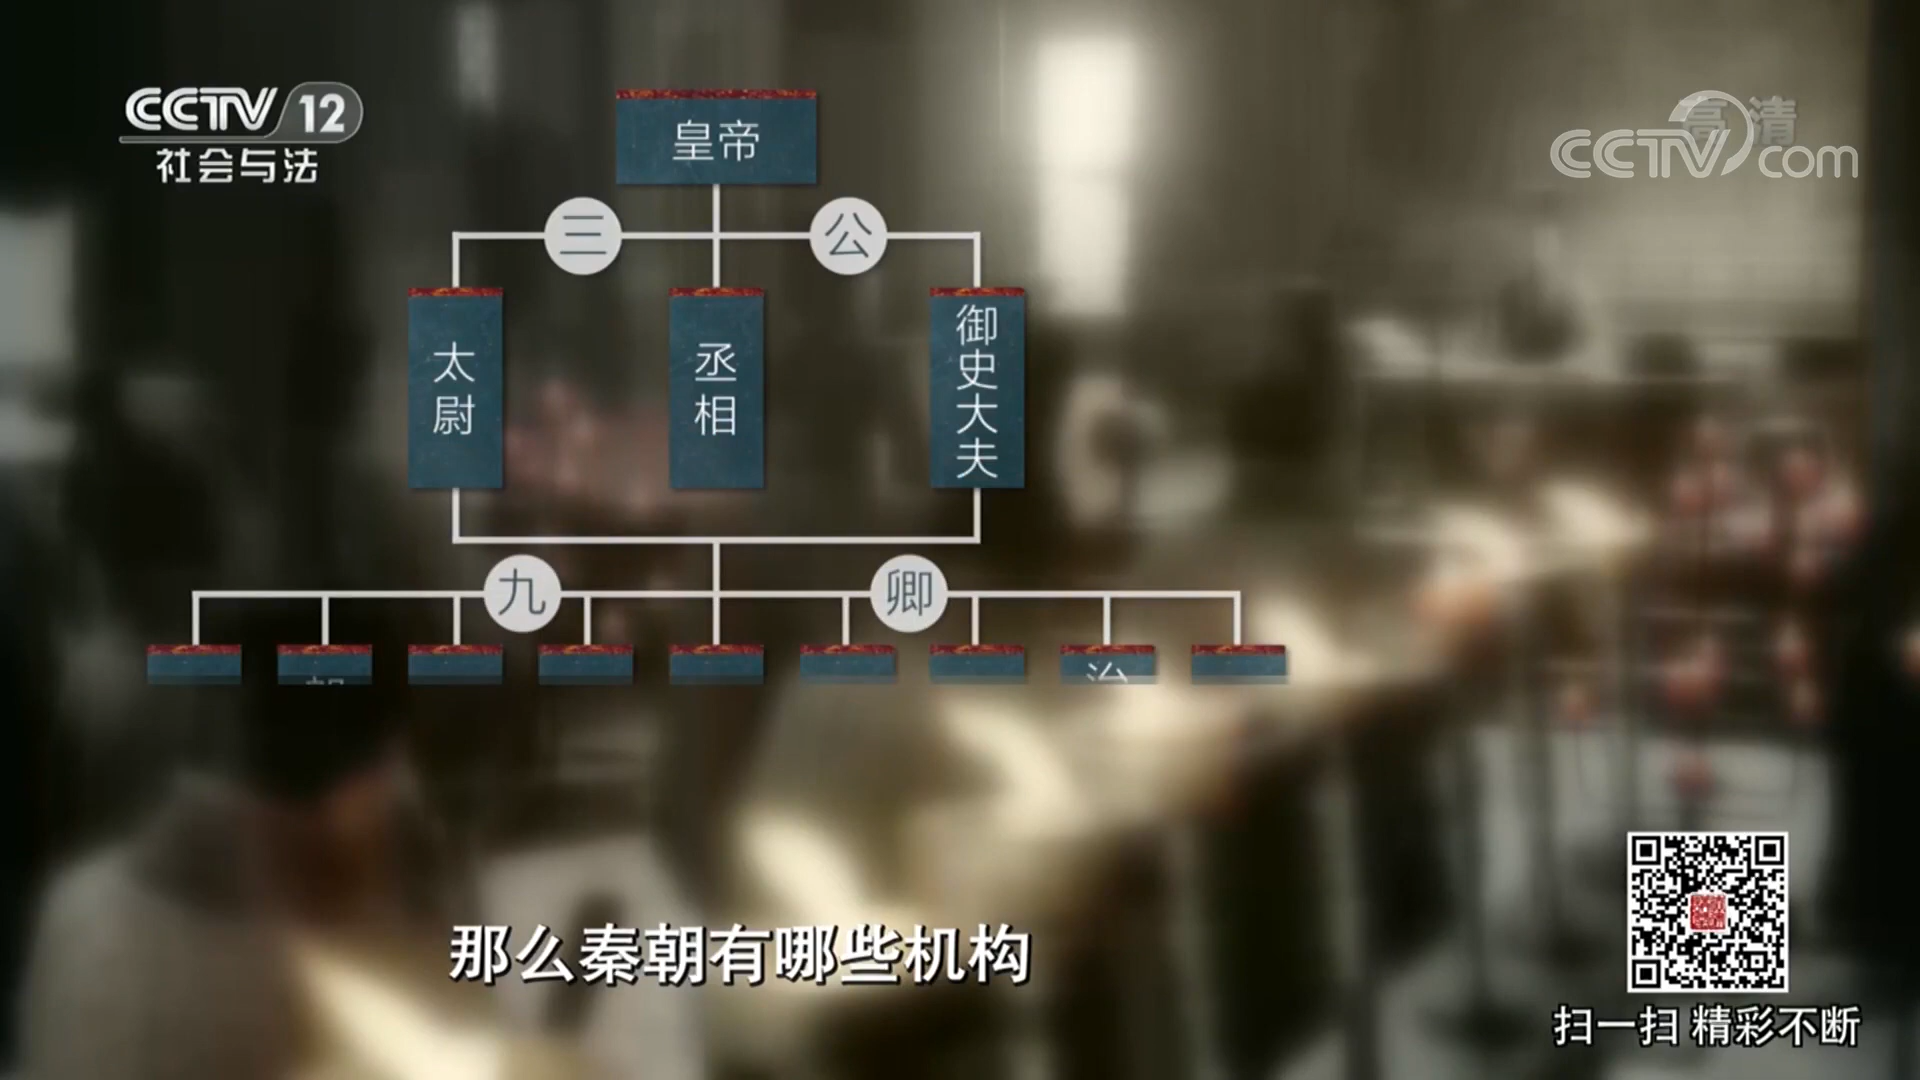 CCTV 12
社会与法
高清
CCTV.com
皇帝
三公
太尉
丞相
御史大夫
九卿
治
那么秦朝有哪些机构
扫一扫 精彩不断